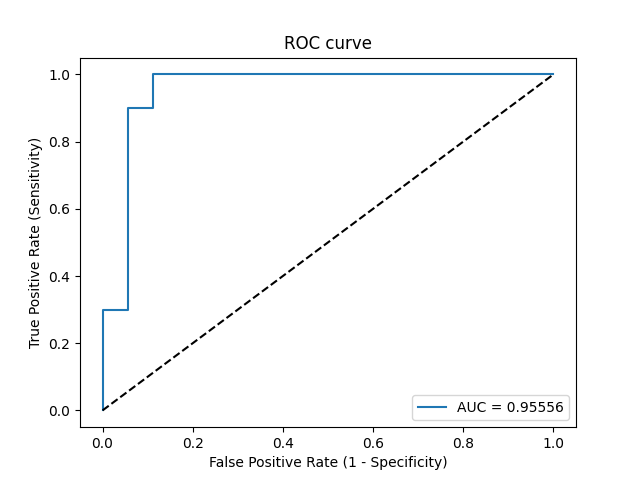 ROC curve
1.0
0.8
0.6
0.4
0.2
0.0
True Positive Rate (Sensitivity)
AUC = 0.95556
0.0 0.2 0.4 0.6 0.8 1.0
False Positive Rate (1 - Specificity)